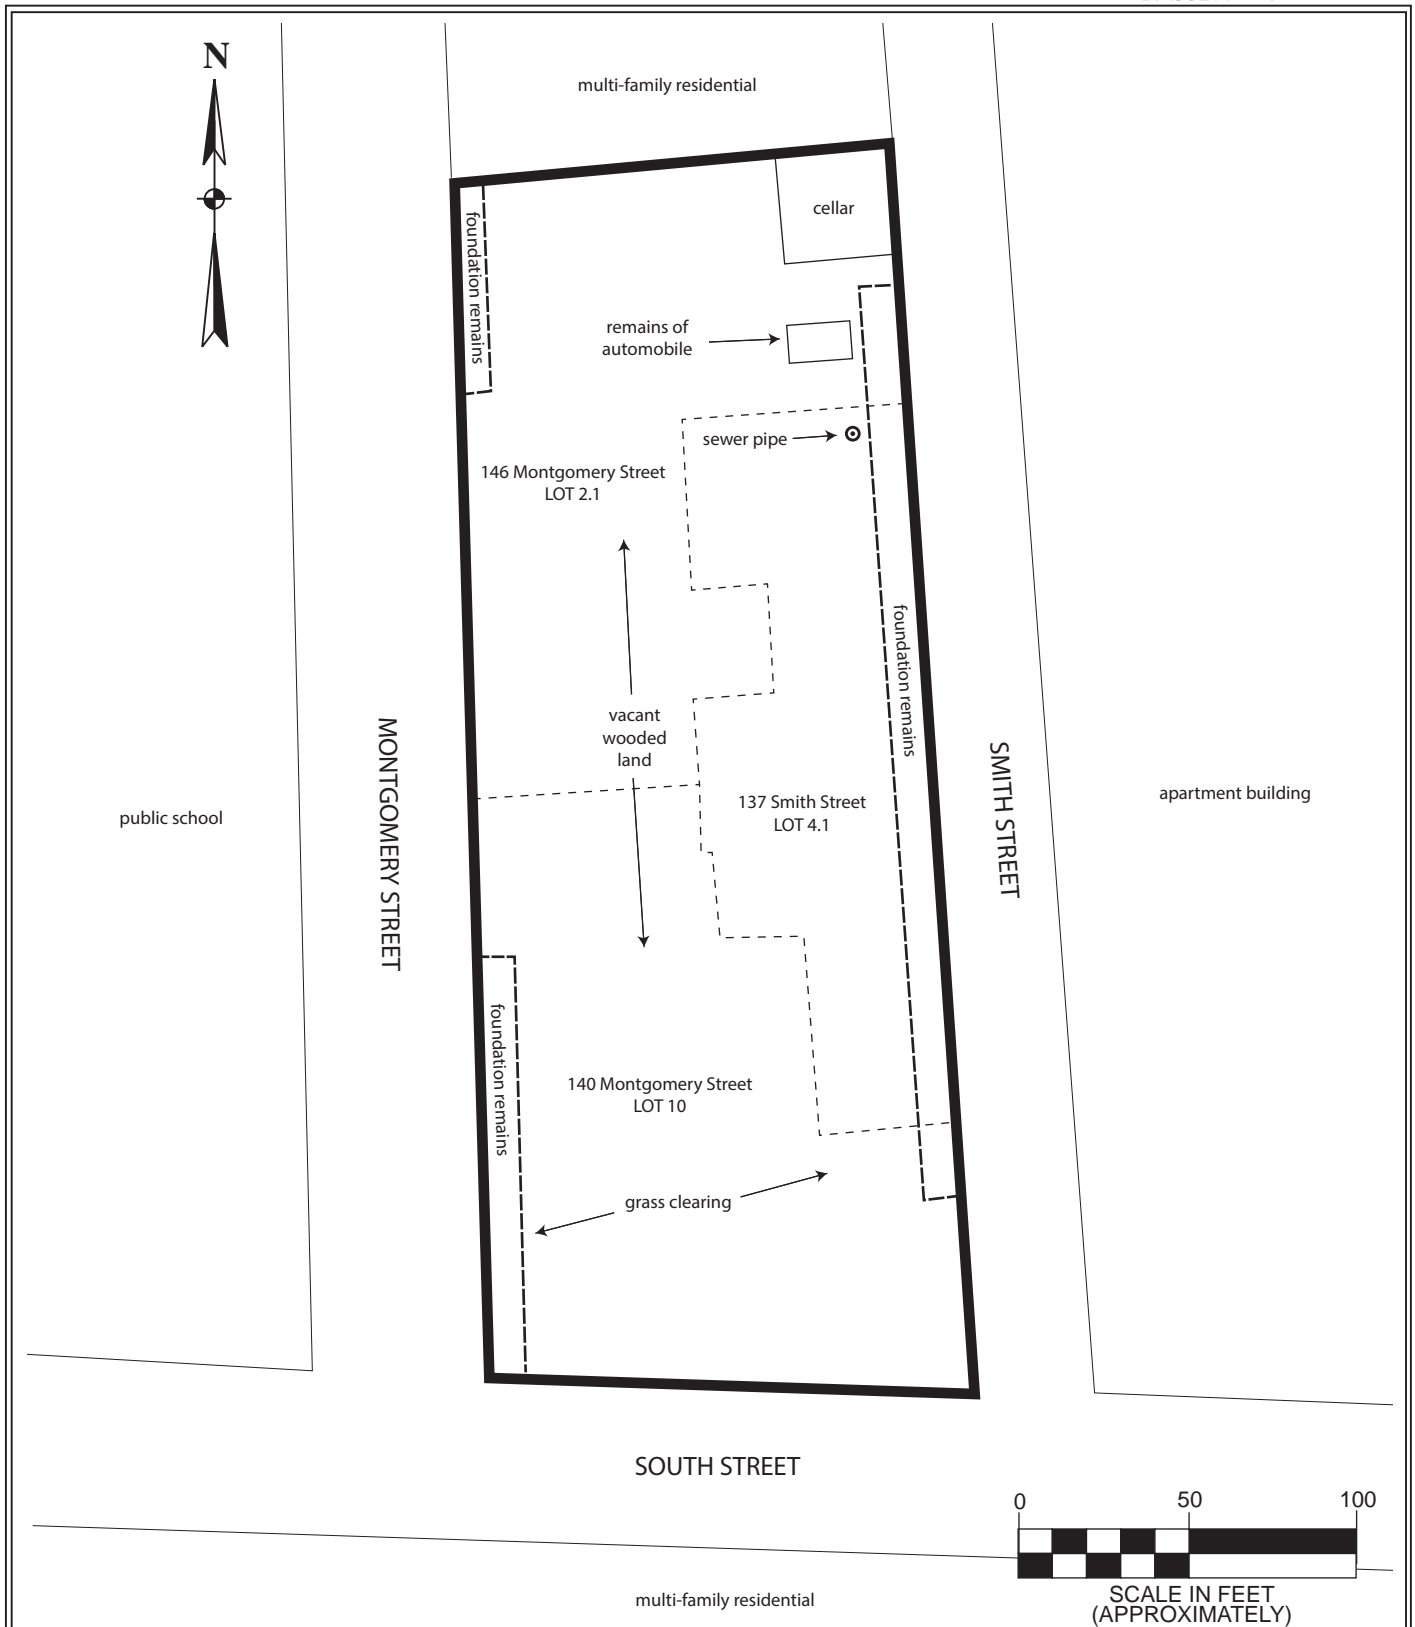 N
multi-family residential
cellar
foundation remains
remains of
automobile
sewer pipe
146 Montgomery Street
LOT 2.1
foundation remains
vacant
wooded
land
MONTGOMERY STREET
SMITH STREET
137 Smith Street
LOT 4.1
apartment building
public school
foundation remains
140 Montgomery Street
LOT 10
grass clearing
SOUTH STREET
0 50 100
SCALE IN FEET
(APPROXIMATELY)
multi-family residential